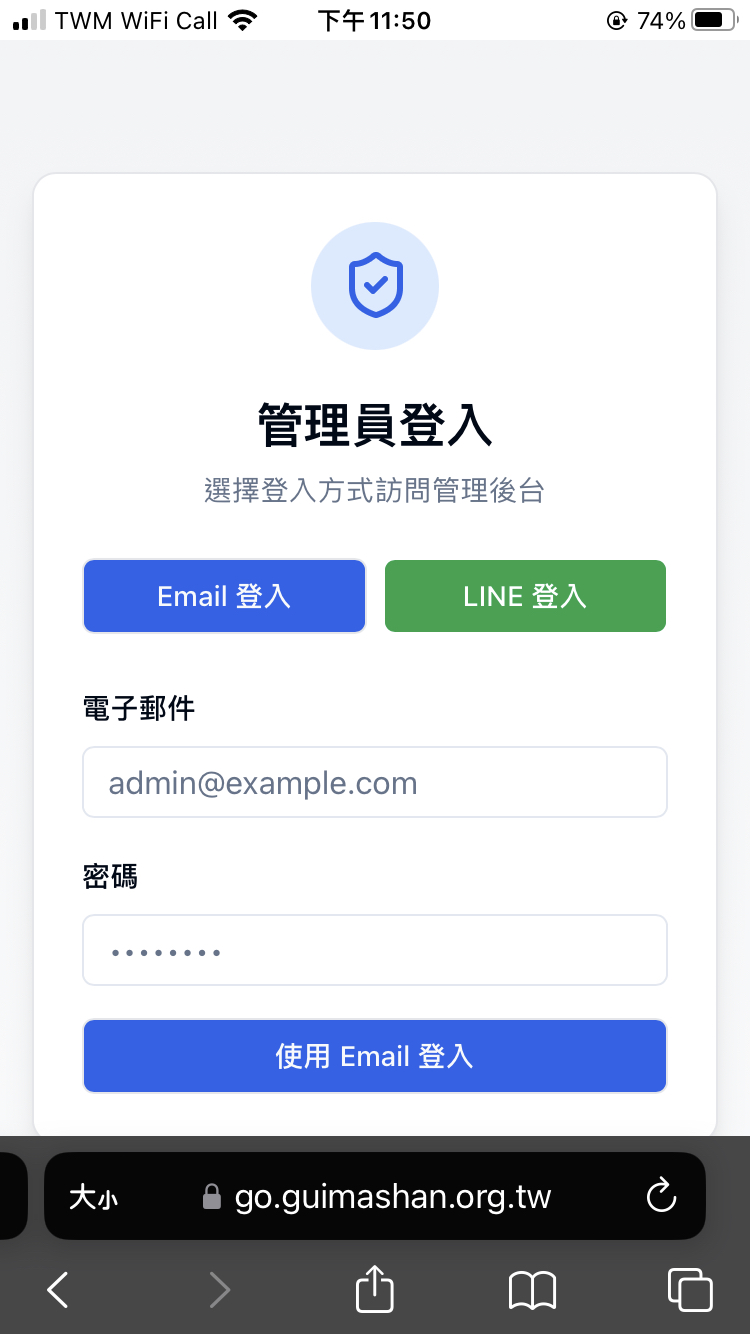 TWM WiFi Call 下午11:50 74%
管理員登入
選擇登入方式訪問管理後台
Email 登入 LINE 登入
電子郵件
admin@example.com
密碼
••••••••
使用 Email 登入
大小 go.guimashan.org.tw